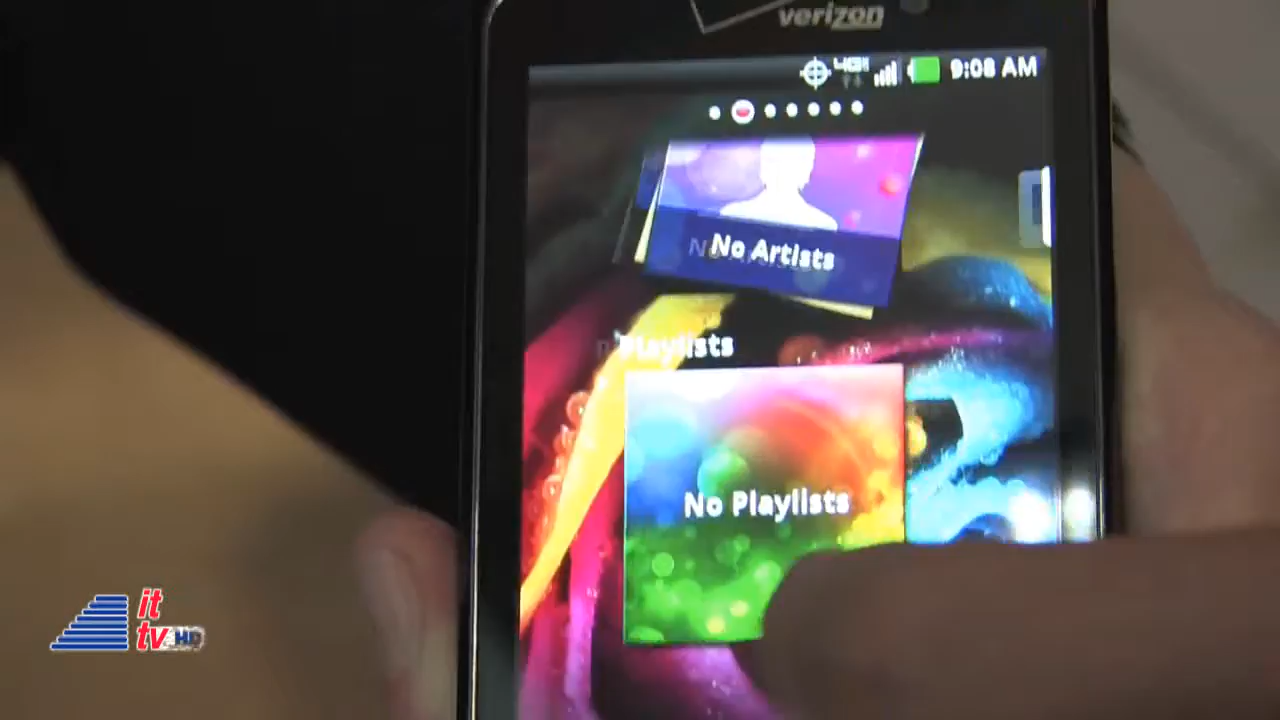 verizon
4G 9:08 AM
No Artists
Playlists
No Playlists
it
tv HD